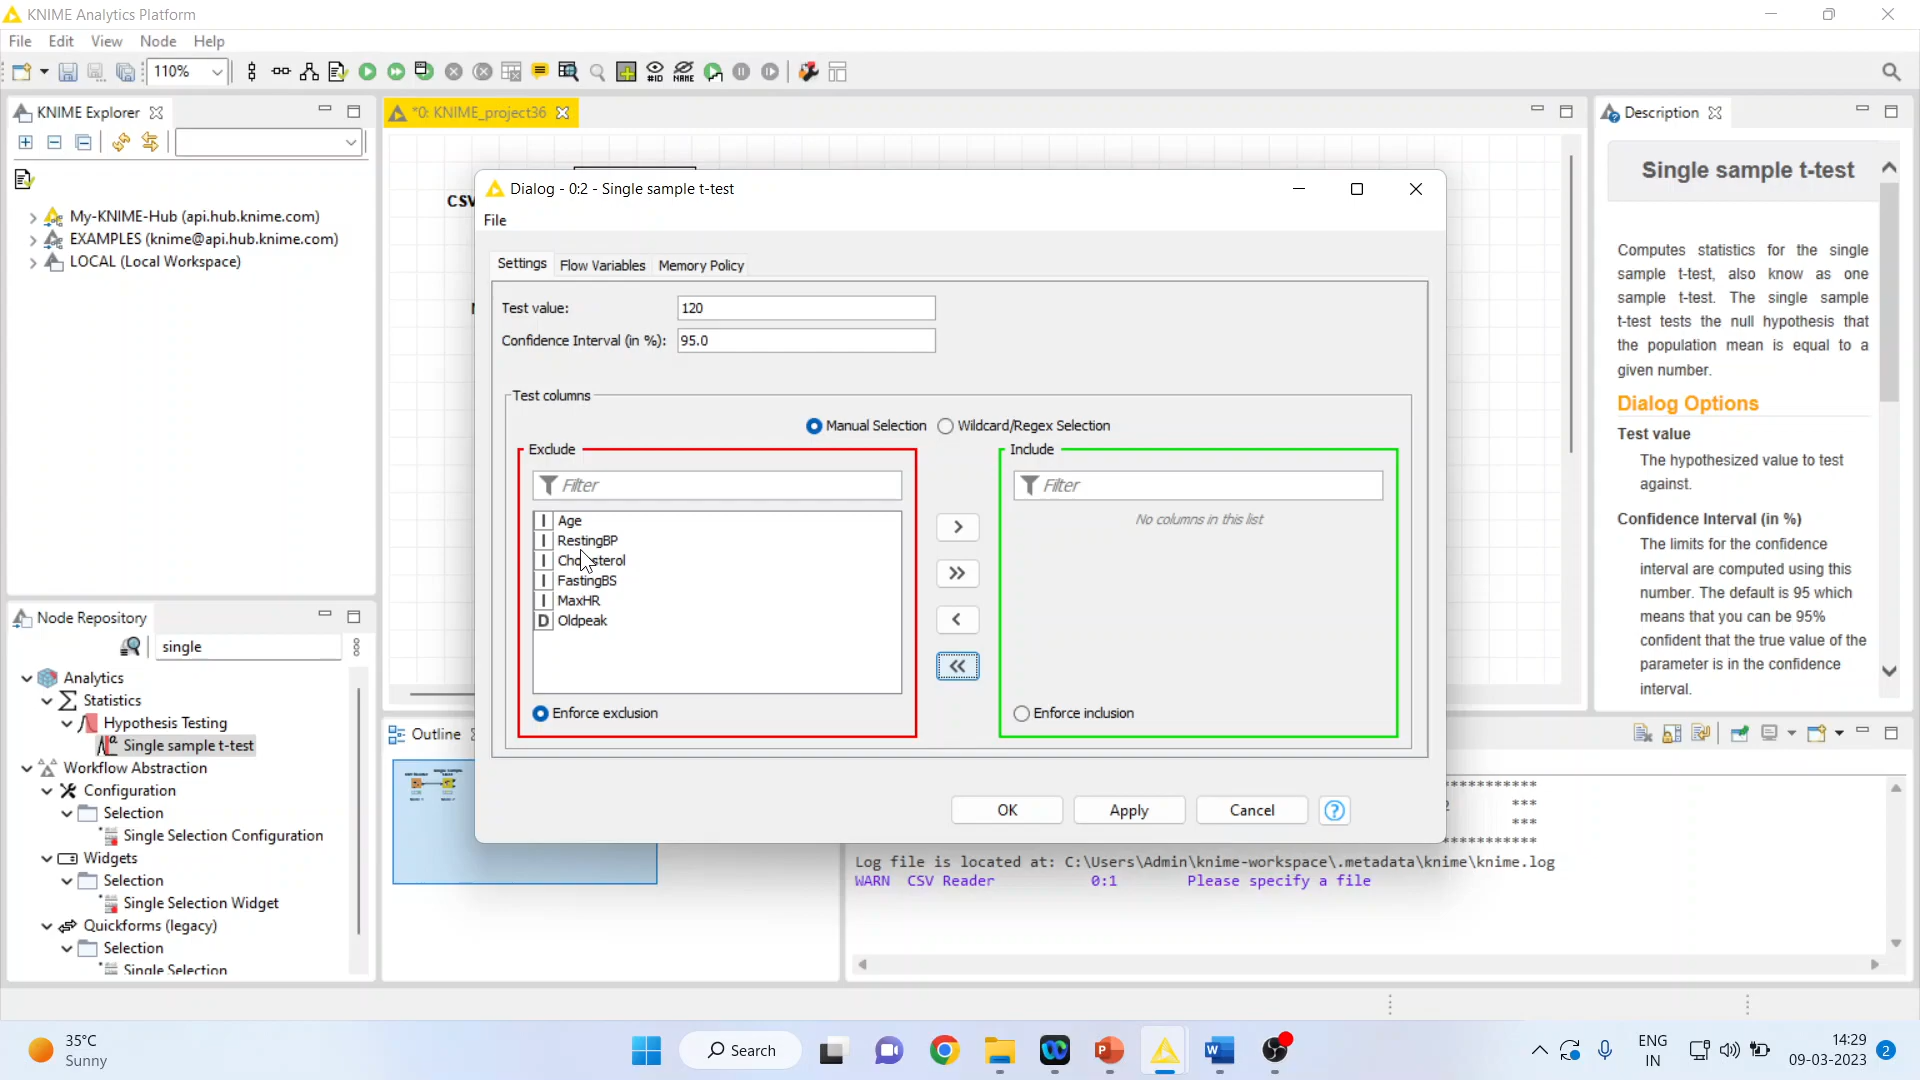 KNIME Analytics Platform
File Edit View Node Help
110%
#ID
NAME
KNIME Explorer
My-KNIME-Hub (api.hub.knime.com)
EXAMPLES (knime@api.hub.knime.com)
LOCAL (Local Workspace)
Node Repository
single
Analytics
Statistics
Hypothesis Testing
Single sample t-test
Workflow Abstraction
Configuration
Selection
Single Selection Configuration
Widgets
Selection
Single Selection Widget
Quickforms (legacy)
Selection
Single Selection
*0: KNIME_project36
CSV
Dialog - 0:2 - Single sample t-test
File
Settings Flow Variables Memory Policy
Test value: 120
Confidence Interval (in %): 95.0
Test columns
Manual Selection Wildcard/Regex Selection
Exclude
Filter
I Age
I RestingBP
I Cholesterol
I FastingBS
I MaxHR
D Oldpeak
Enforce exclusion
Include
Filter
No columns in this list
Enforce inclusion
OK Apply Cancel ?
Outline
Description
Single sample t-test
Computes statistics for the single
sample t-test, also know as one
sample t-test. The single sample
t-test tests the null hypothesis that
the population mean is equal to a
given number.
Dialog Options
Test value
The hypothesized value to test
against.
Confidence Interval (in %)
The limits for the confidence
interval are computed using this
number. The default is 95 which
means that you can be 95%
confident that the true value of the
parameter is in the confidence
interval.
**********
***
***
**********
Log file is located at: C:\Users\Admin\knime-workspace\.metadata\knime\knime.log
WARN CSV Reader 0:1 Please specify a file
35°C
Sunny
Search
ENG
IN
14:29
09-03-2023
2